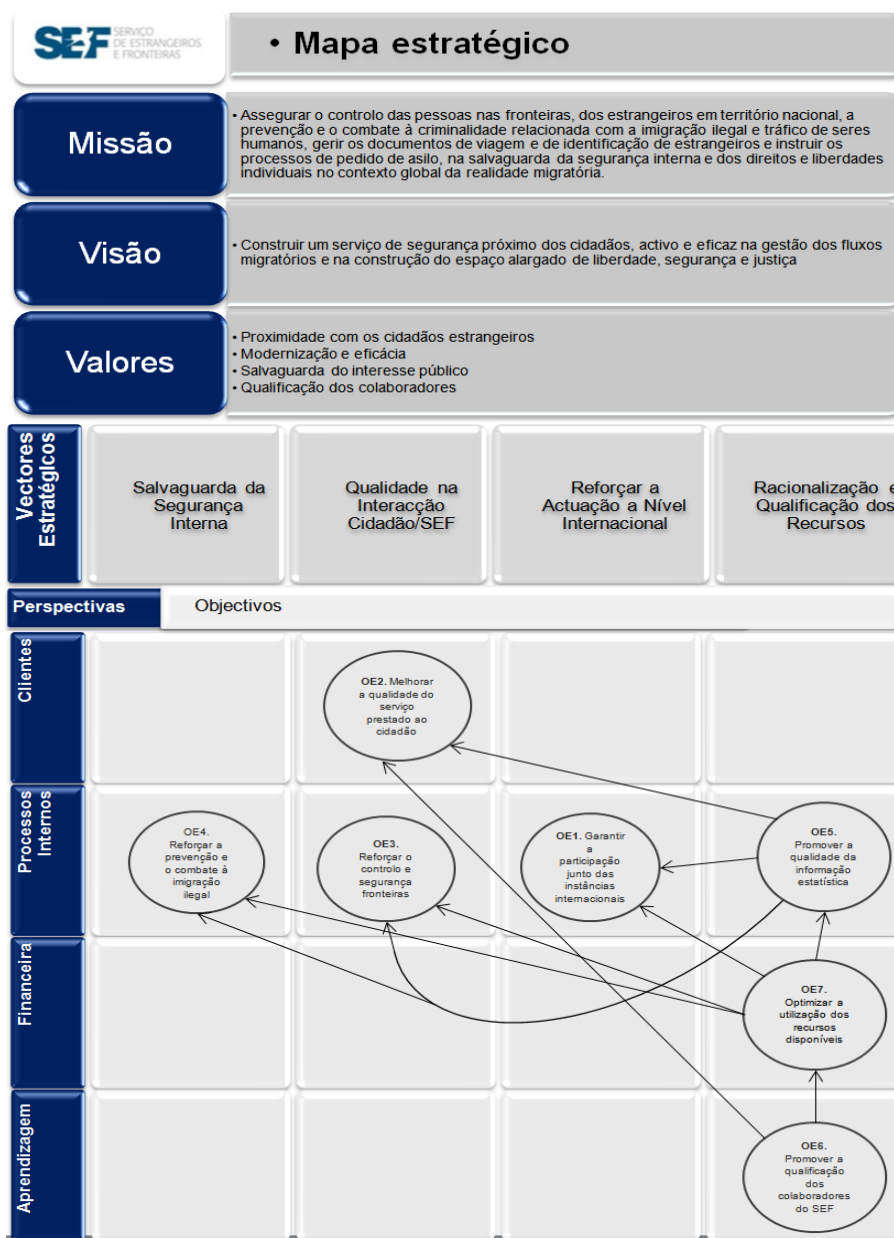 SEF
SERVIÇO
DE ESTRANGEIROS
E FRONTEIRAS
• Mapa estratégico
Missão
• Assegurar o controlo das pessoas nas fronteiras, dos estrangeiros em território nacional, a
prevenção e o combate à criminalidade relacionada com a imigração ilegal e tráfico de seres
humanos, gerir os documentos de viagem e de identificação de estrangeiros e instruir os
processos de pedido de asilo, na salvaguarda da segurança interna e dos direitos e liberdades
individuais no contexto global da realidade migratória.
Visão
• Construir um serviço de segurança próximo dos cidadãos, activo e eficaz na gestão dos fluxos
migratórios e na construção do espaço alargado de liberdade, segurança e justiça
Valores
• Proximidade com os cidadãos estrangeiros
• Modernização e eficácia
• Salvaguarda do interesse público
• Qualificação dos colaboradores
Vectores
Estratégicos
Salvaguarda da
Segurança
Interna
Qualidade na
Interacção
Cidadão/SEF
Reforçar a
Actuação a Nível
Internacional
Racionalização e
Qualificação dos
Recursos
Perspectivas
Objectivos
Clientes
OE2. Melhorar
a qualidade do
serviço
prestado ao
cidadão
Processos
Internos
OE4.
Reforçar a
prevenção e
o combate à
imigração
ilegal
OE3.
Reforçar o
controlo e
segurança
fronteiras
OE1. Garantir
a
participação
junto das
instâncias
internacionais
OE5.
Promover a
qualidade da
informação
estatística
Financeira
OE7.
Optimizar a
utilização dos
recursos
disponíveis
Aprendizagem
OE6.
Promover a
qualificação
dos
colaboradores
do SEF